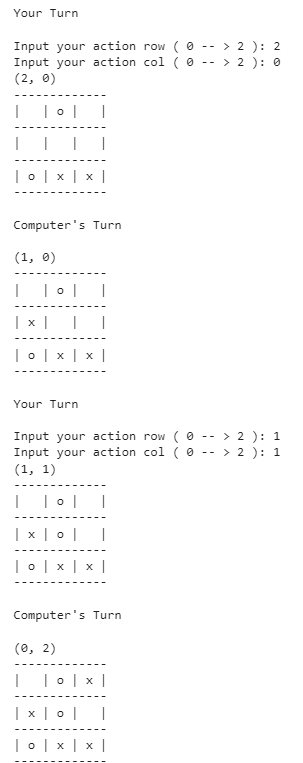 Your Turn
Input your action row ( 0 -- > 2 ): 2
Input your action col ( 0 -- > 2 ): 0
(2, 0)
-------------
|   | o |   |
-------------
|   |   |   |
-------------
| o | x | x |
-------------
Computer's Turn
(1, 0)
-------------
|   | o |   |
-------------
| x |   |   |
-------------
| o | x | x |
-------------
Your Turn
Input your action row ( 0 -- > 2 ): 1
Input your action col ( 0 -- > 2 ): 1
(1, 1)
-------------
|   | o |   |
-------------
| x | o |   |
-------------
| o | x | x |
-------------
Computer's Turn
(0, 2)
-------------
|   | o | x |
-------------
| x | o |   |
-------------
| o | x | x |
-------------